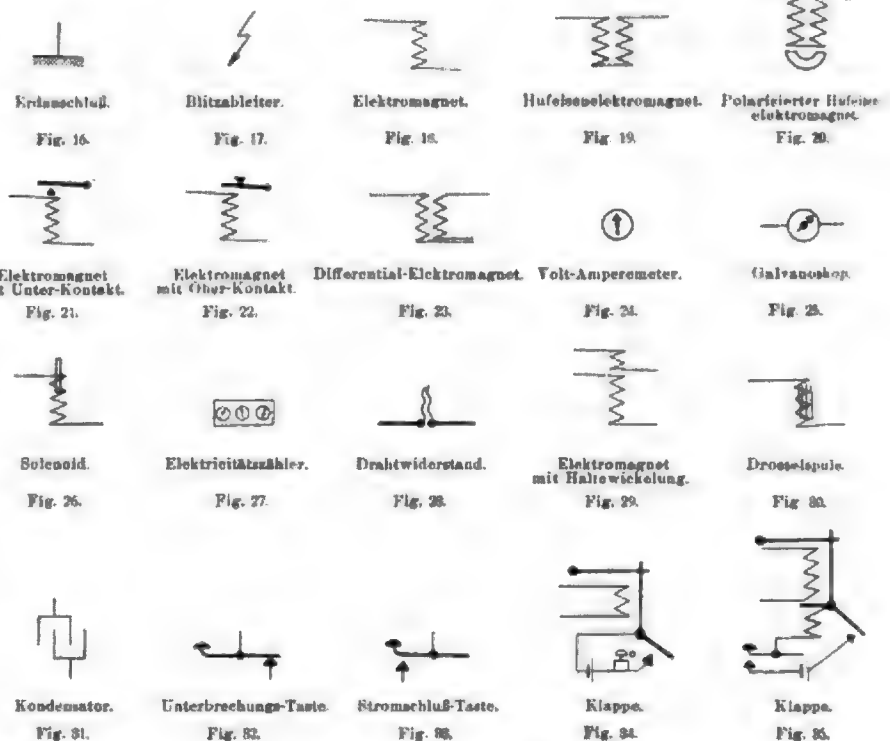 Erdanschluß. Blitzableiter. Elektromagnet. Hufeisenelektromagnet. Polarisierter Hufeisen
elektromagnet.
Fig. 16. Fig. 17. Fig. 18. Fig. 19. Fig. 20.
Elektromagnet Elektromagnet Differential-Elektromagnet. Volt-Amperemeter. Galvanoskop.
t Unter-Kontakt. mit Ober-Kontakt.
Fig. 21. Fig. 22. Fig. 23. Fig. 24. Fig. 25.
Solenoid. Elektricitätszähler. Drahtwiderstand. Elektromagnet Drosselspule.
mit Haltewickelung.
Fig. 26. Fig. 27. Fig. 28. Fig. 29. Fig. 30.
Kondensator. Unterbrechungs-Taste. Stromschluß-Taste. Klappe. Klappe.
Fig. 31. Fig. 32. Fig. 33. Fig. 34. Fig. 35.